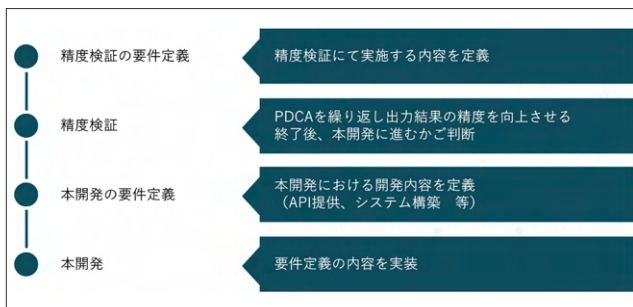 精度検証の要件定義
精度検証にて実施する内容を定義
精度検証
PDCAを繰り返し出力結果の精度を向上させる
終了後、本開発に進むかご判断
本開発の要件定義
本開発における開発内容を定義
（API提供、システム構築　等）
本開発
要件定義の内容を実装